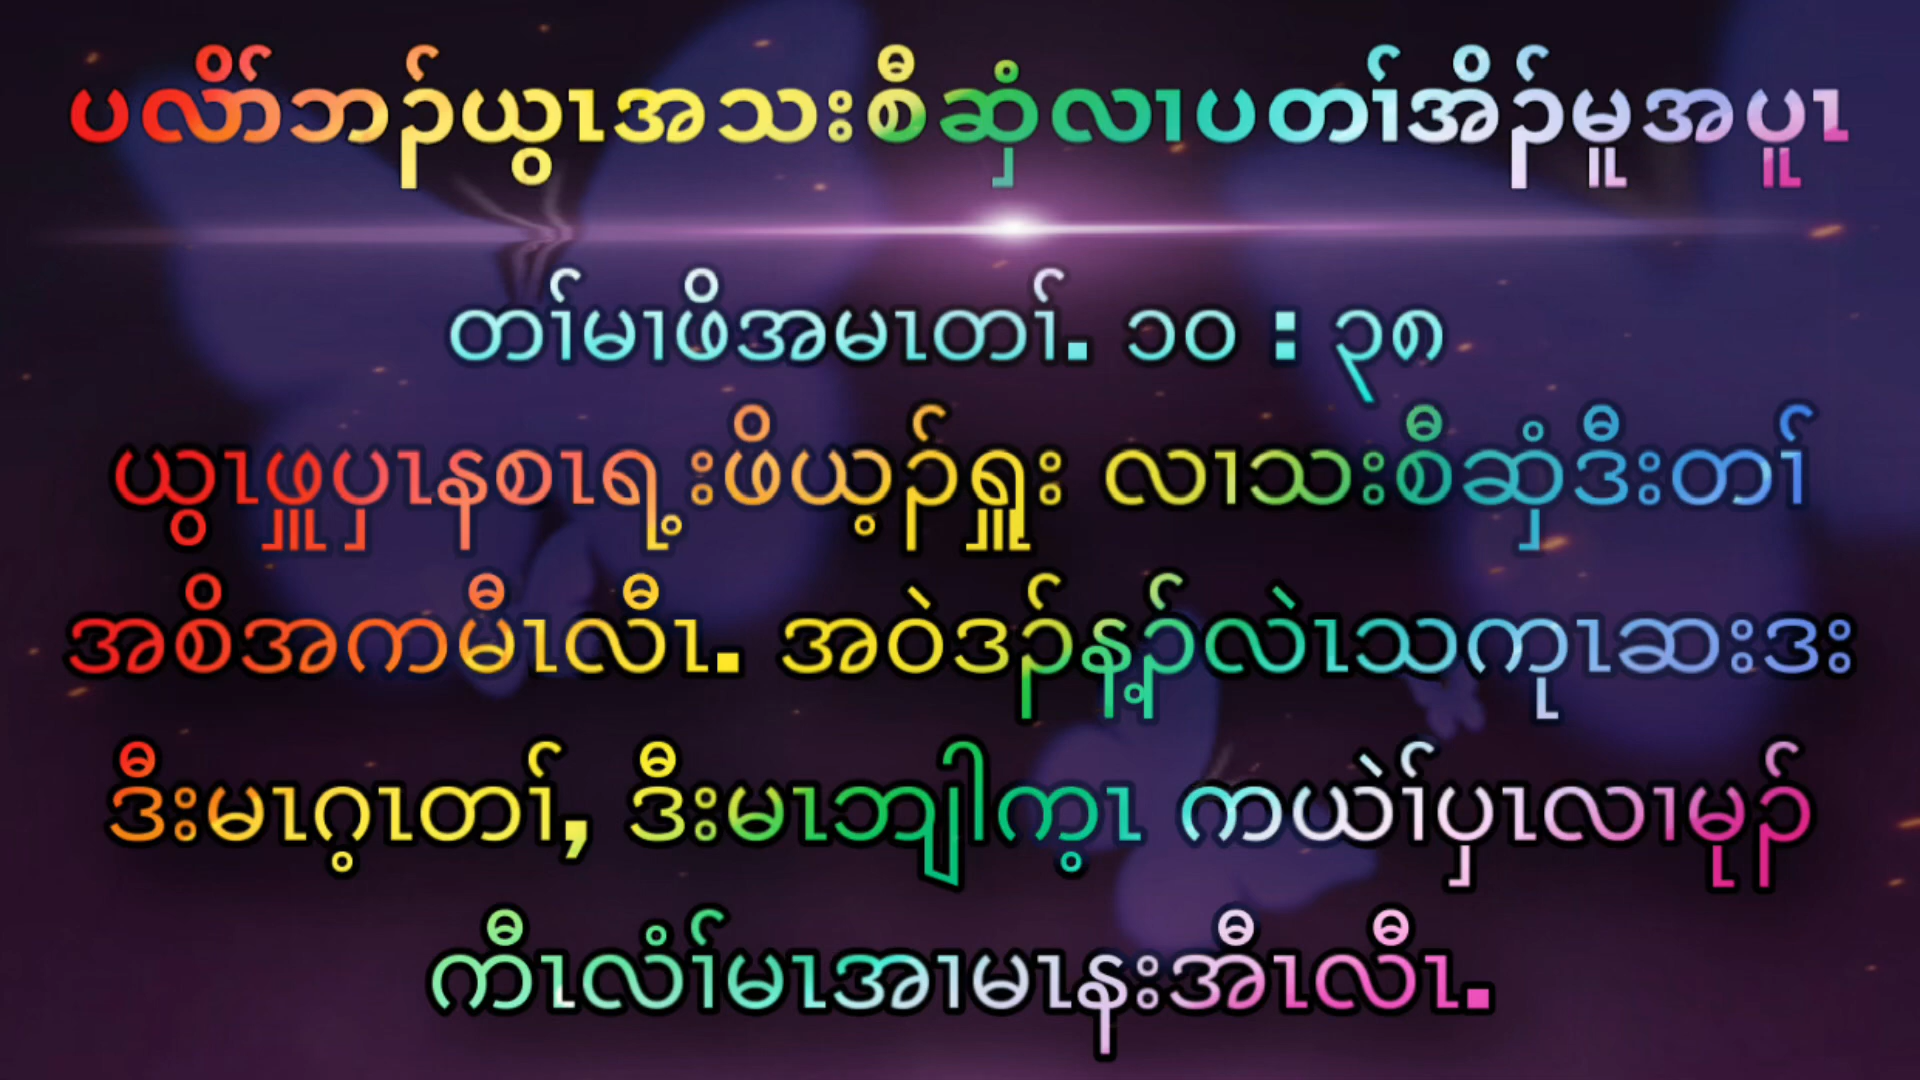 ပလိာ်ဘၣ်ယွၤအသးစီဆှံလၢပတၢ်အိၣ်မူအပူၤ
တၢ်မၢဖိအမၤတၢ်. ၁၀ : ၃၈
ယွၤဖှူပှၤနစၤရ့းဖိယ့ၣ်ရှူး လၢသးစီဆှံဒီးတၢ်
အစိအကမီၤလီၤ. အဝဲဒၣ်န့ၣ်လဲၤသကုၤဆးဒး
ဒီးမၤဂ့ၤတၢ်, ဒီးမၤဘျါက့ၤ ကယဲၢ်ပှၤလၢမုၣ်
ကီၤလံၢ်မၤအၢမၤနးအီၤလီၤ.